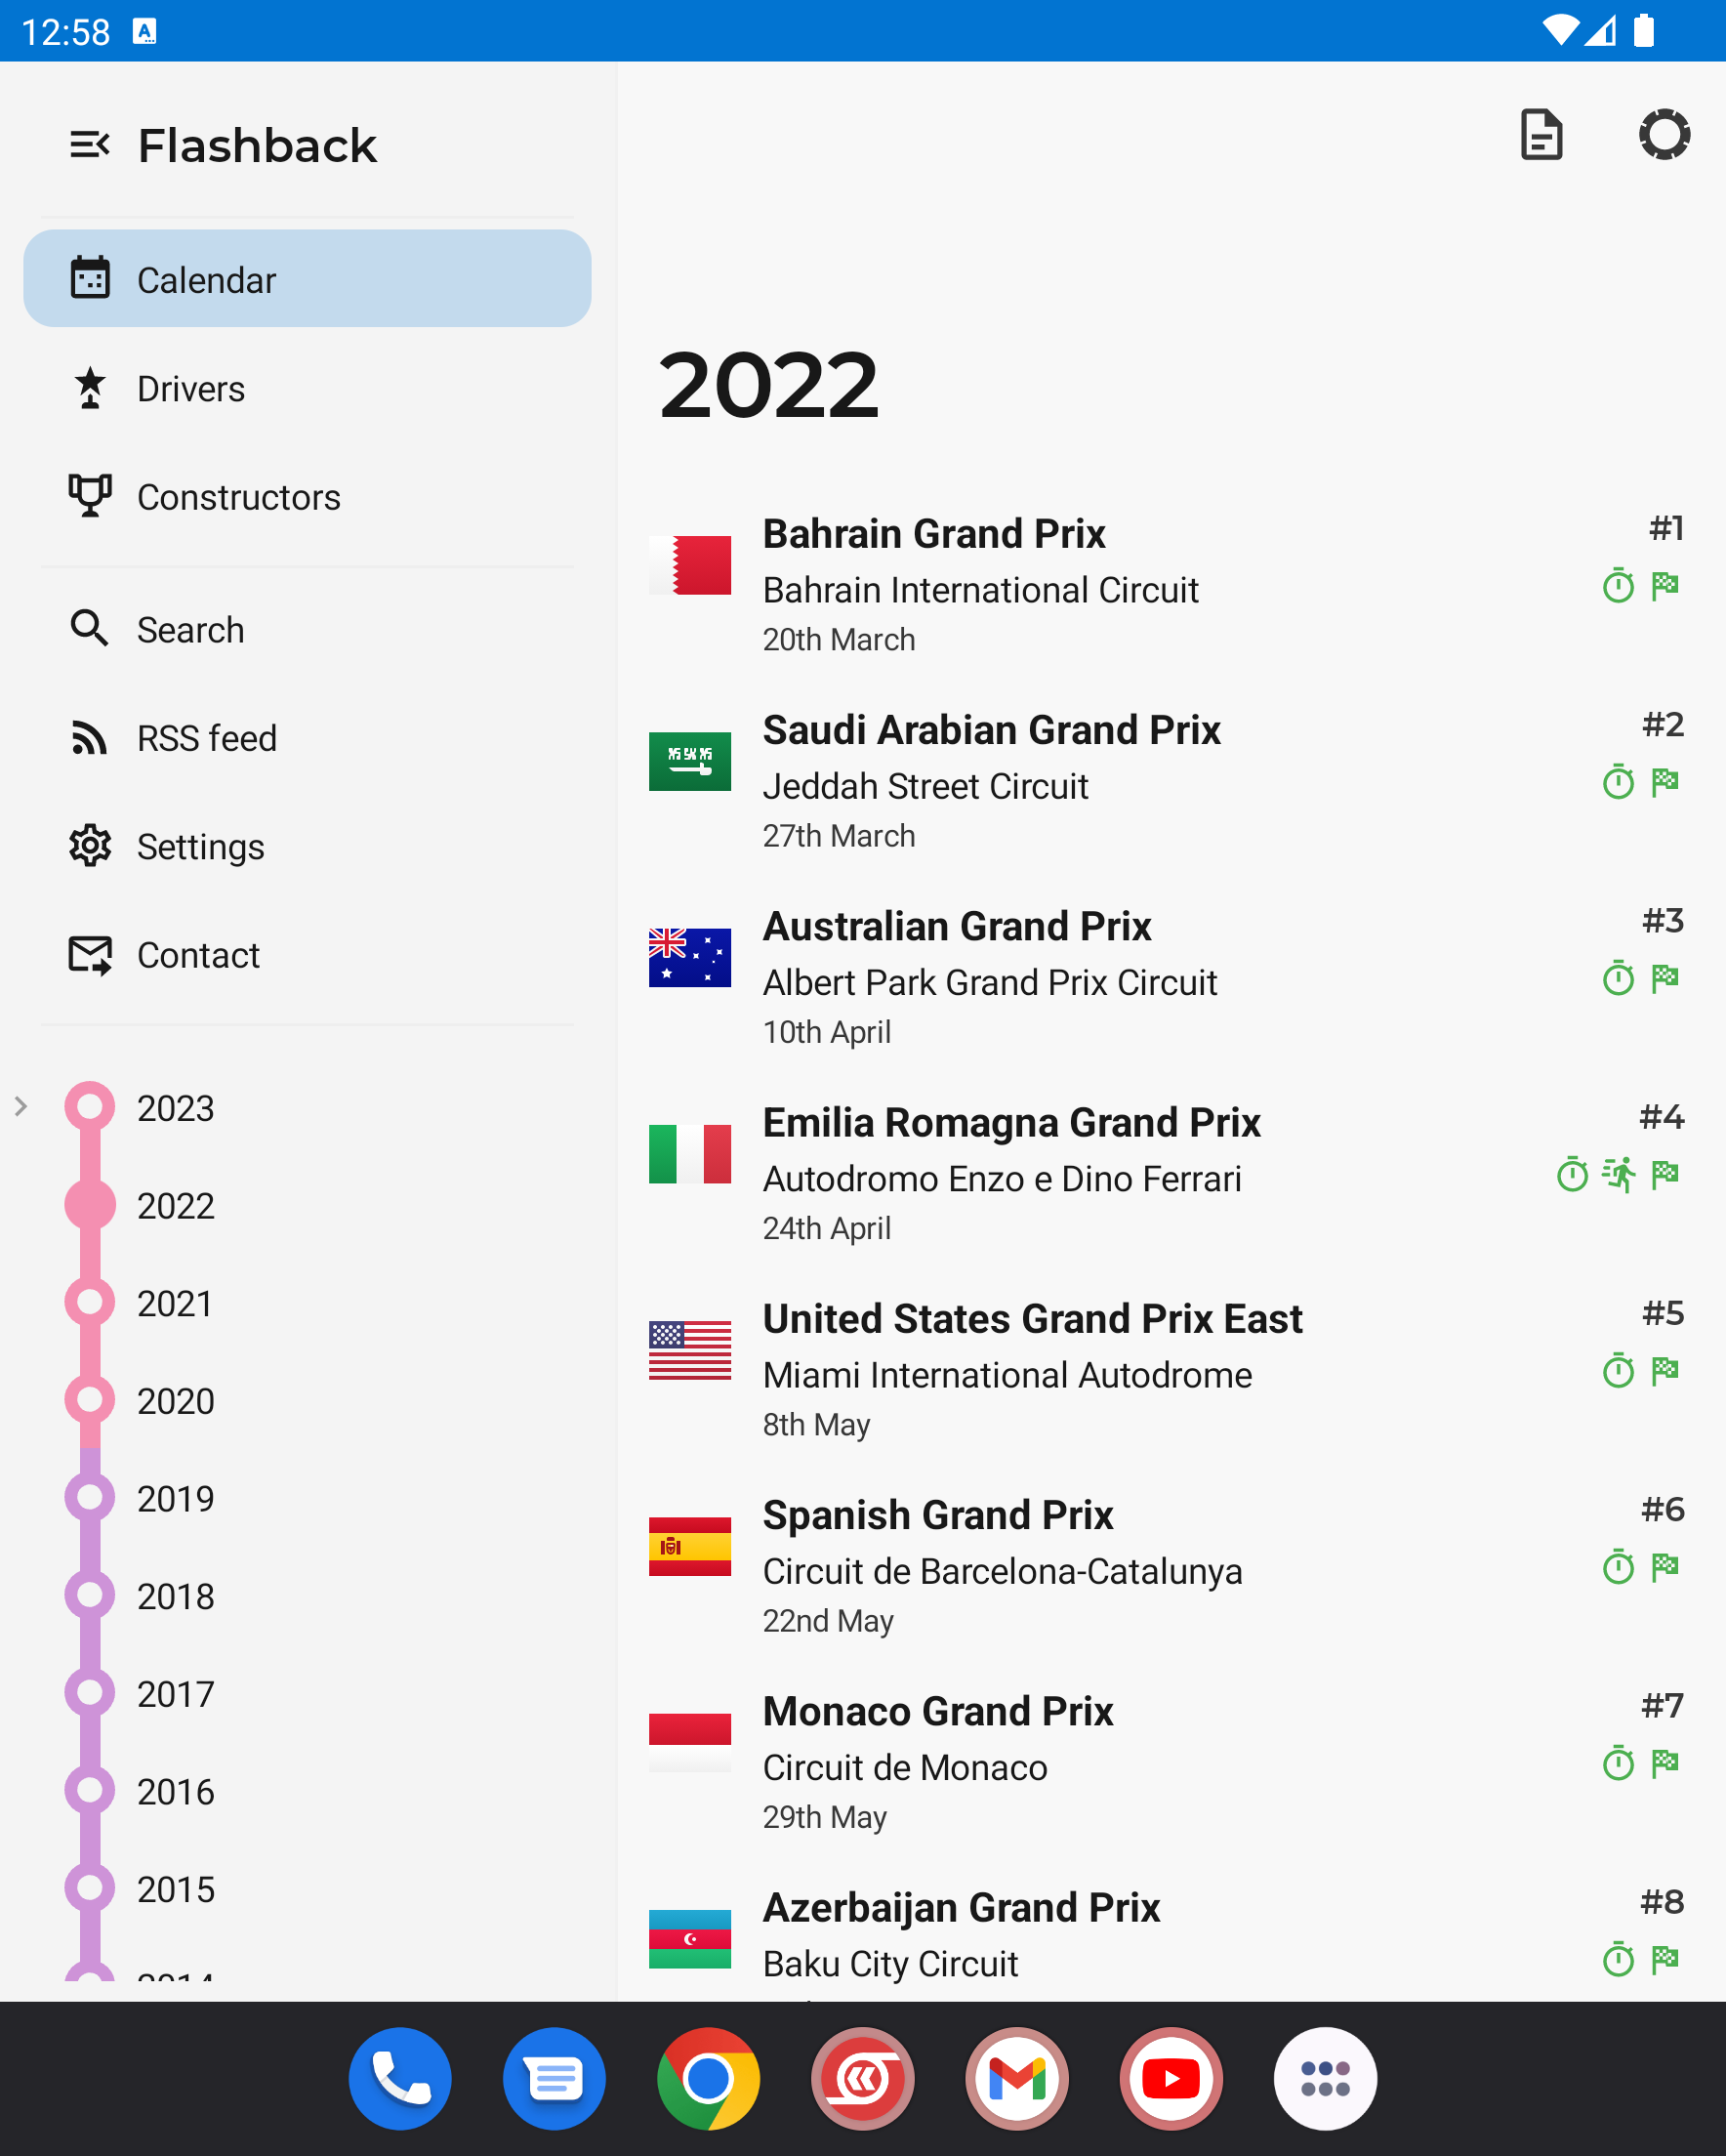 12:58
Flashback
Calendar
Drivers
Constructors
Search
RSS feed
Settings
Contact
2023
2022
2021
2020
2019
2018
2017
2016
2015
2014
2022
Bahrain Grand Prix
#1
Bahrain International Circuit
20th March
Saudi Arabian Grand Prix
#2
Jeddah Street Circuit
27th March
Australian Grand Prix
#3
Albert Park Grand Prix Circuit
10th April
Emilia Romagna Grand Prix
#4
Autodromo Enzo e Dino Ferrari
24th April
United States Grand Prix East
#5
Miami International Autodrome
8th May
Spanish Grand Prix
#6
Circuit de Barcelona-Catalunya
22nd May
Monaco Grand Prix
#7
Circuit de Monaco
29th May
Azerbaijan Grand Prix
#8
Baku City Circuit